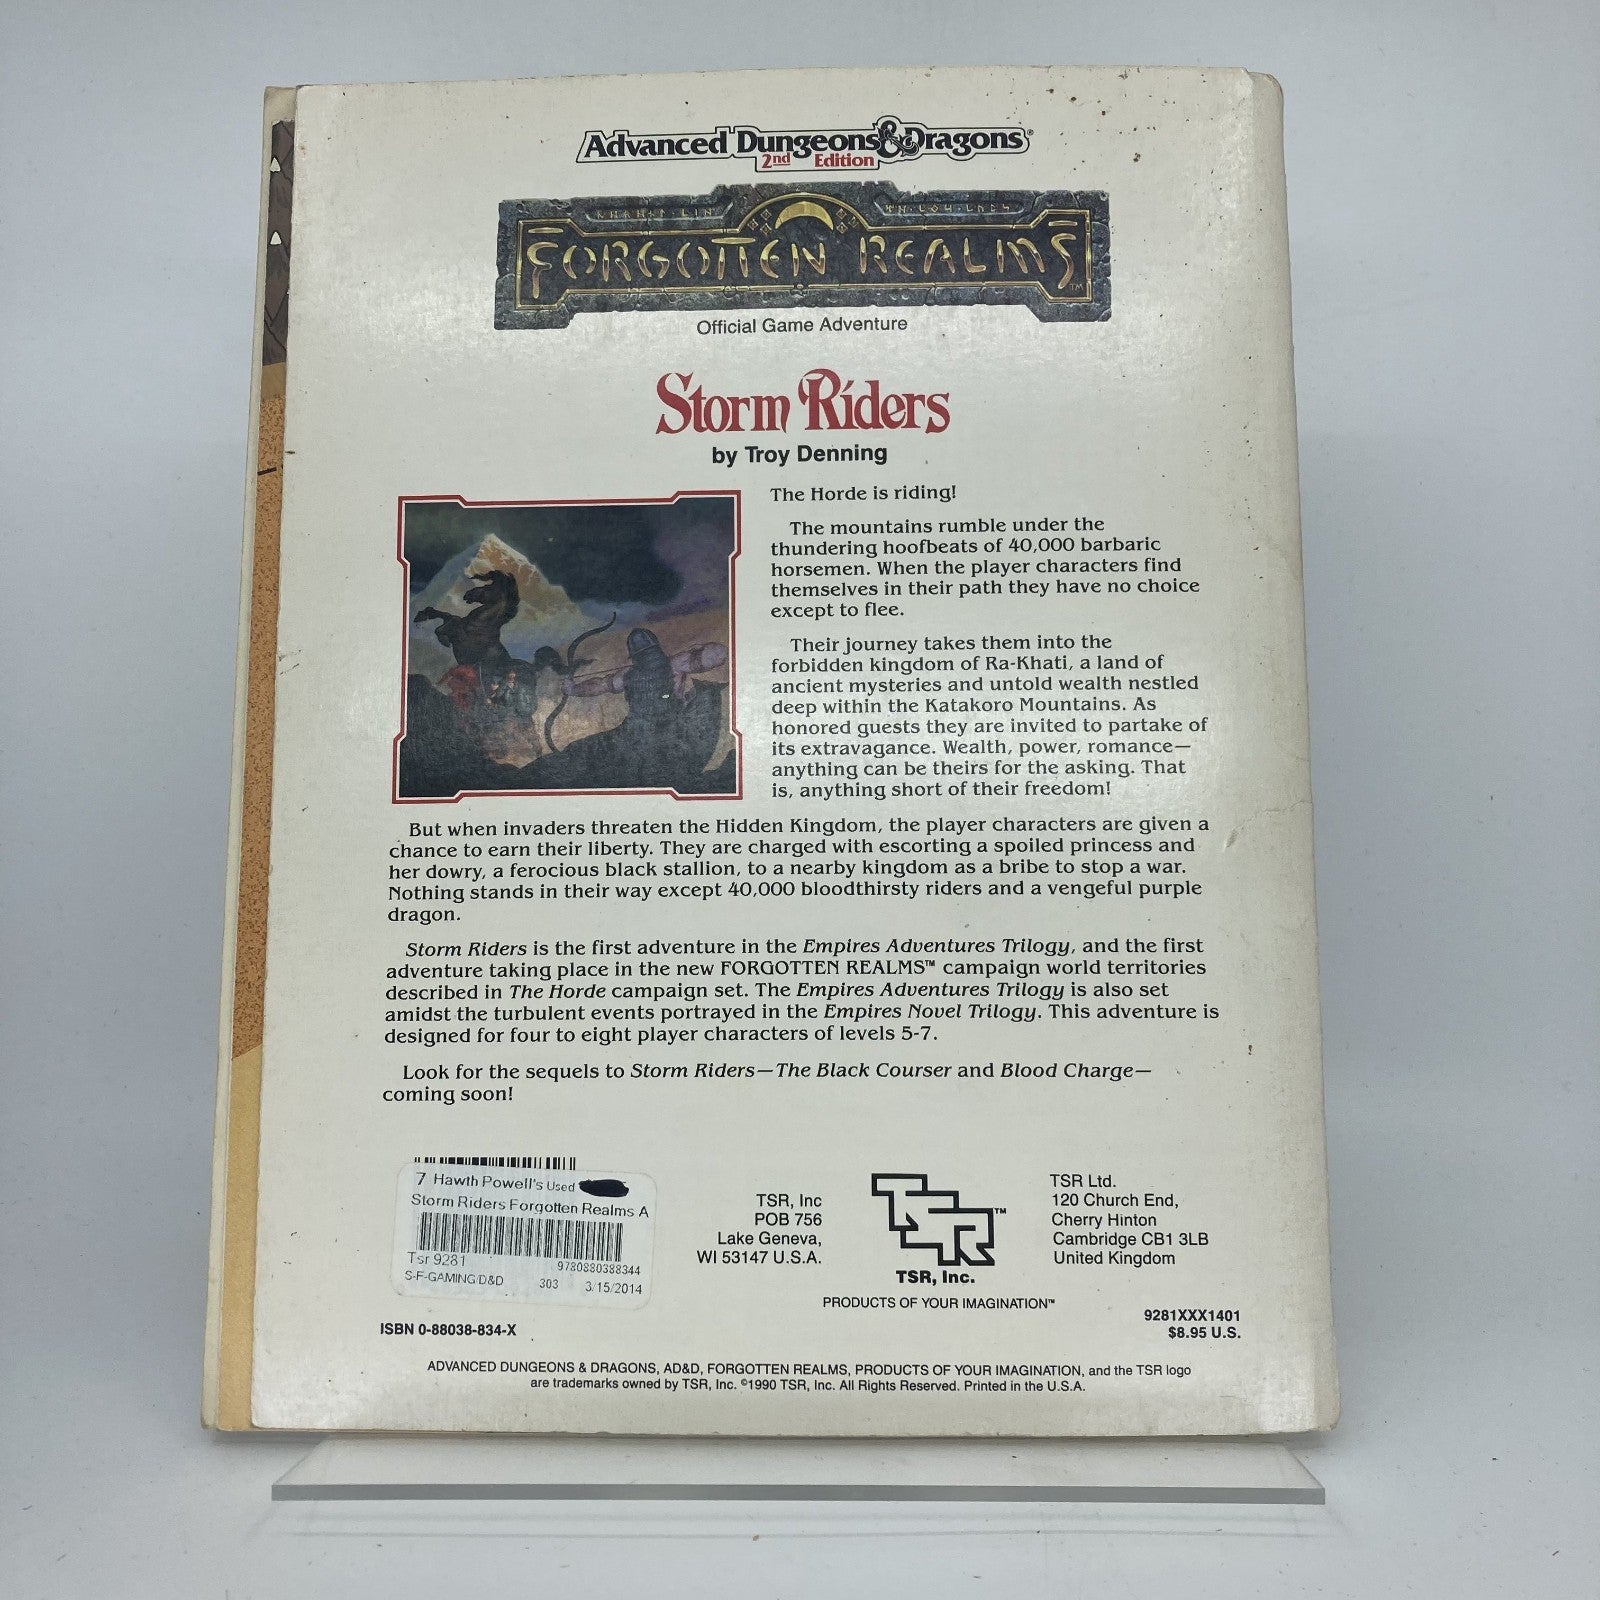 Advanced Dungeons & Dragons®
2nd Edition
FORGOTTEN REALMS™
Official Game Adventure
Storm Riders
by Troy Denning
The Horde is riding!
The mountains rumble under the
thundering hoofbeats of 40,000 barbaric
horsemen. When the player characters find
themselves in their path they have no choice
except to flee.
Their journey takes them into the
forbidden kingdom of Ra-Khati, a land of
ancient mysteries and untold wealth nestled
deep within the Katakoro Mountains. As
honored guests they are invited to partake of
its extravagance. Wealth, power, romance—
anything can be theirs for the asking. That
is, anything short of their freedom!
But when invaders threaten the Hidden Kingdom, the player characters are given a
chance to earn their liberty. They are charged with escorting a spoiled princess and
her dowry, a ferocious black stallion, to a nearby kingdom as a bribe to stop a war.
Nothing stands in their way except 40,000 bloodthirsty riders and a vengeful purple
dragon.
Storm Riders is the first adventure in the Empires Adventures Trilogy, and the first
adventure taking place in the new FORGOTTEN REALMS™ campaign world territories
described in The Horde campaign set. The Empires Adventures Trilogy is also set
amidst the turbulent events portrayed in the Empires Novel Trilogy. This adventure is
designed for four to eight player characters of levels 5-7.
Look for the sequels to Storm Riders—The Black Courser and Blood Charge—
coming soon!
7 Hawth Powell's Used
Storm Riders Forgotten Realms A
Tsr 9281
9780880388344
S-F-GAMING/D&D 303 3/15/2014
TSR, Inc
POB 756
Lake Geneva,
WI 53147 U.S.A.
TSR™
TSR, Inc.
PRODUCTS OF YOUR IMAGINATION™
TSR Ltd.
120 Church End,
Cherry Hinton
Cambridge CB1 3LB
United Kingdom
9281XXX1401
$8.95 U.S.
ISBN 0-88038-834-X
ADVANCED DUNGEONS & DRAGONS, AD&D, FORGOTTEN REALMS, PRODUCTS OF YOUR IMAGINATION, and the TSR logo
are trademarks owned by TSR, Inc. ©1990 TSR, Inc. All Rights Reserved. Printed in the U.S.A.